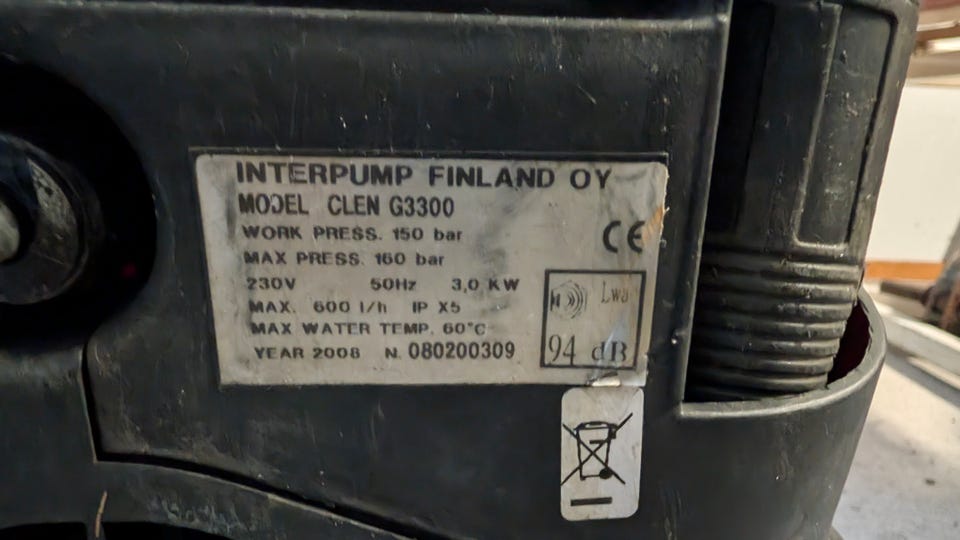 INTERPUMP FINLAND OY
MODEL CLEN G3300
WORK PRESS. 150 bar
MAX PRESS. 160 bar
230V 50Hz 3,0 KW
MAX. 600 l/h IP X5
MAX WATER TEMP. 60°C
YEAR 2008 N. 080200309
CE
Lwa
94 dB